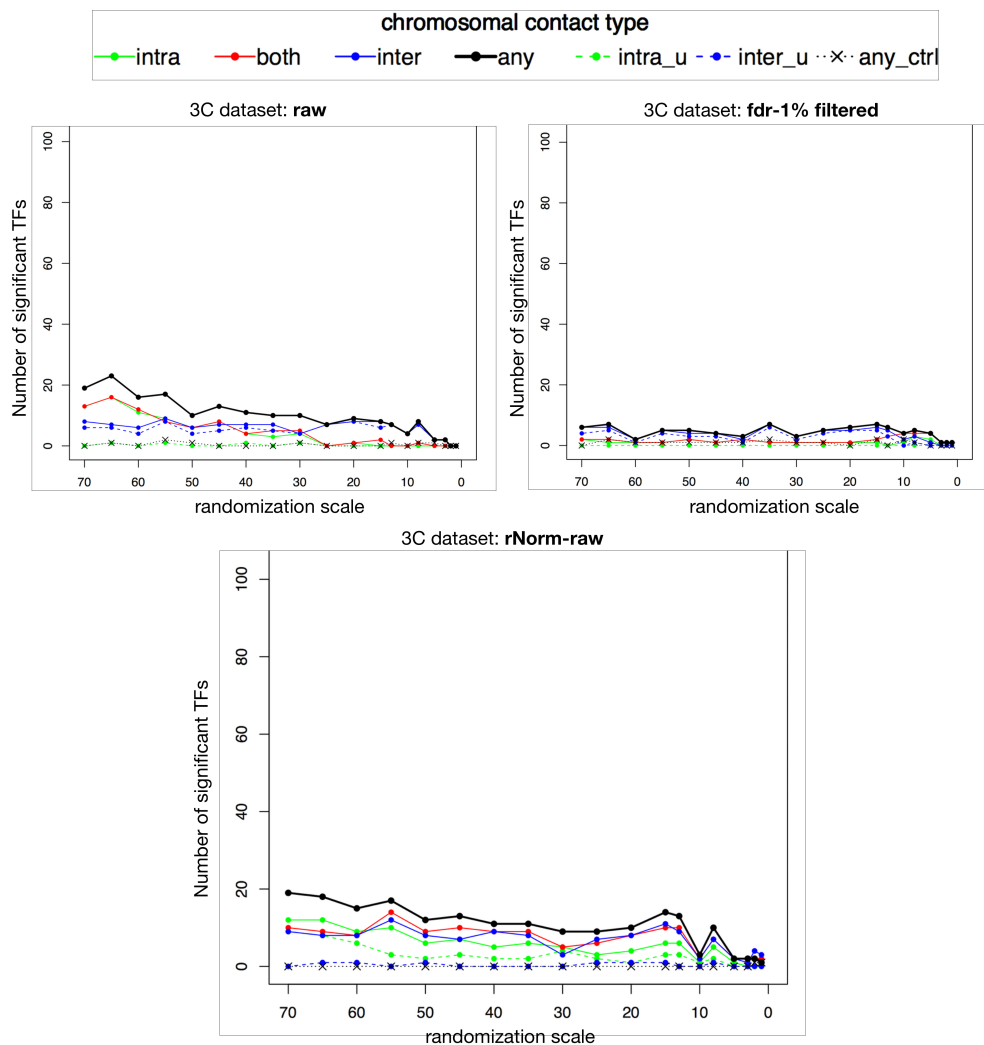 chromosomal contact type
intra both inter any intra_u inter_u any_ctrl
3C dataset: raw
Number of significant TFs
100
80
60
40
20
0
70 60 50 40 30 20 10 0
randomization scale
3C dataset: fdr-1% filtered
Number of significant TFs
100
80
60
40
20
0
70 60 50 40 30 20 10 0
randomization scale
3C dataset: rNorm-raw
Number of significant TFs
100
80
60
40
20
0
70 60 50 40 30 20 10 0
randomization scale